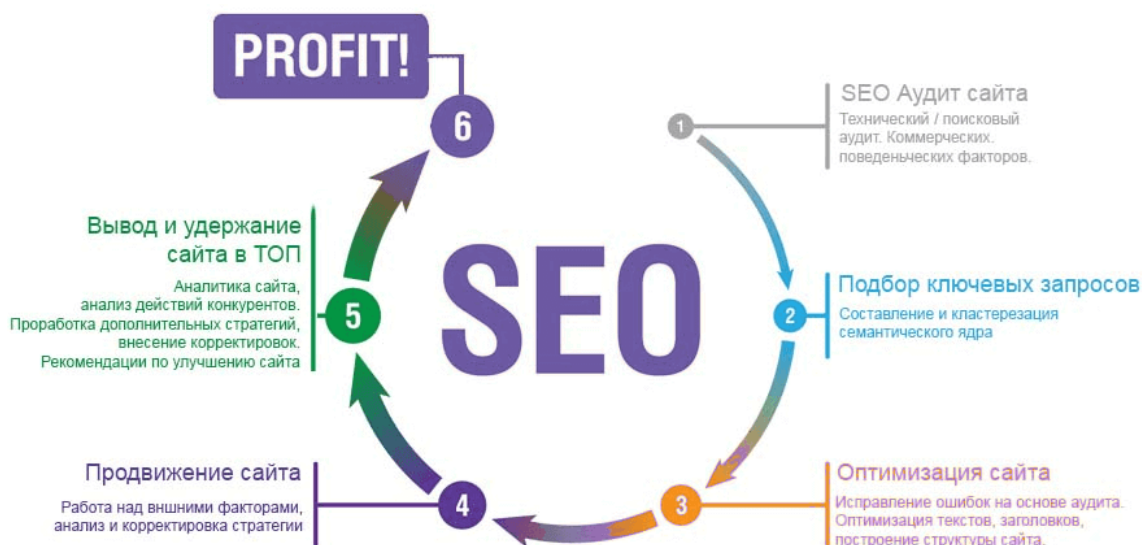 PROFIT!
6
1
SEO Аудит сайта
Технический / поисковый
аудит. Коммерческих.
поведеньческих факторов.
SEO
2
Подбор ключевых запросов
Составление и кластерезация
семантического ядра
3
Оптимизация сайта
Исправление ошибок на основе аудита.
Оптимизация текстов, заголовков,
построение структуры сайта.
4
Продвижение сайта
Работа над вншними факторами,
анализ и корректировка стратегии
5
Вывод и удержание
сайта в ТОП
Аналитика сайта,
анализ действий конкурентов.
Проработка дополнительных стратегий,
внесение корректировок.
Рекомендации по улучшению сайта